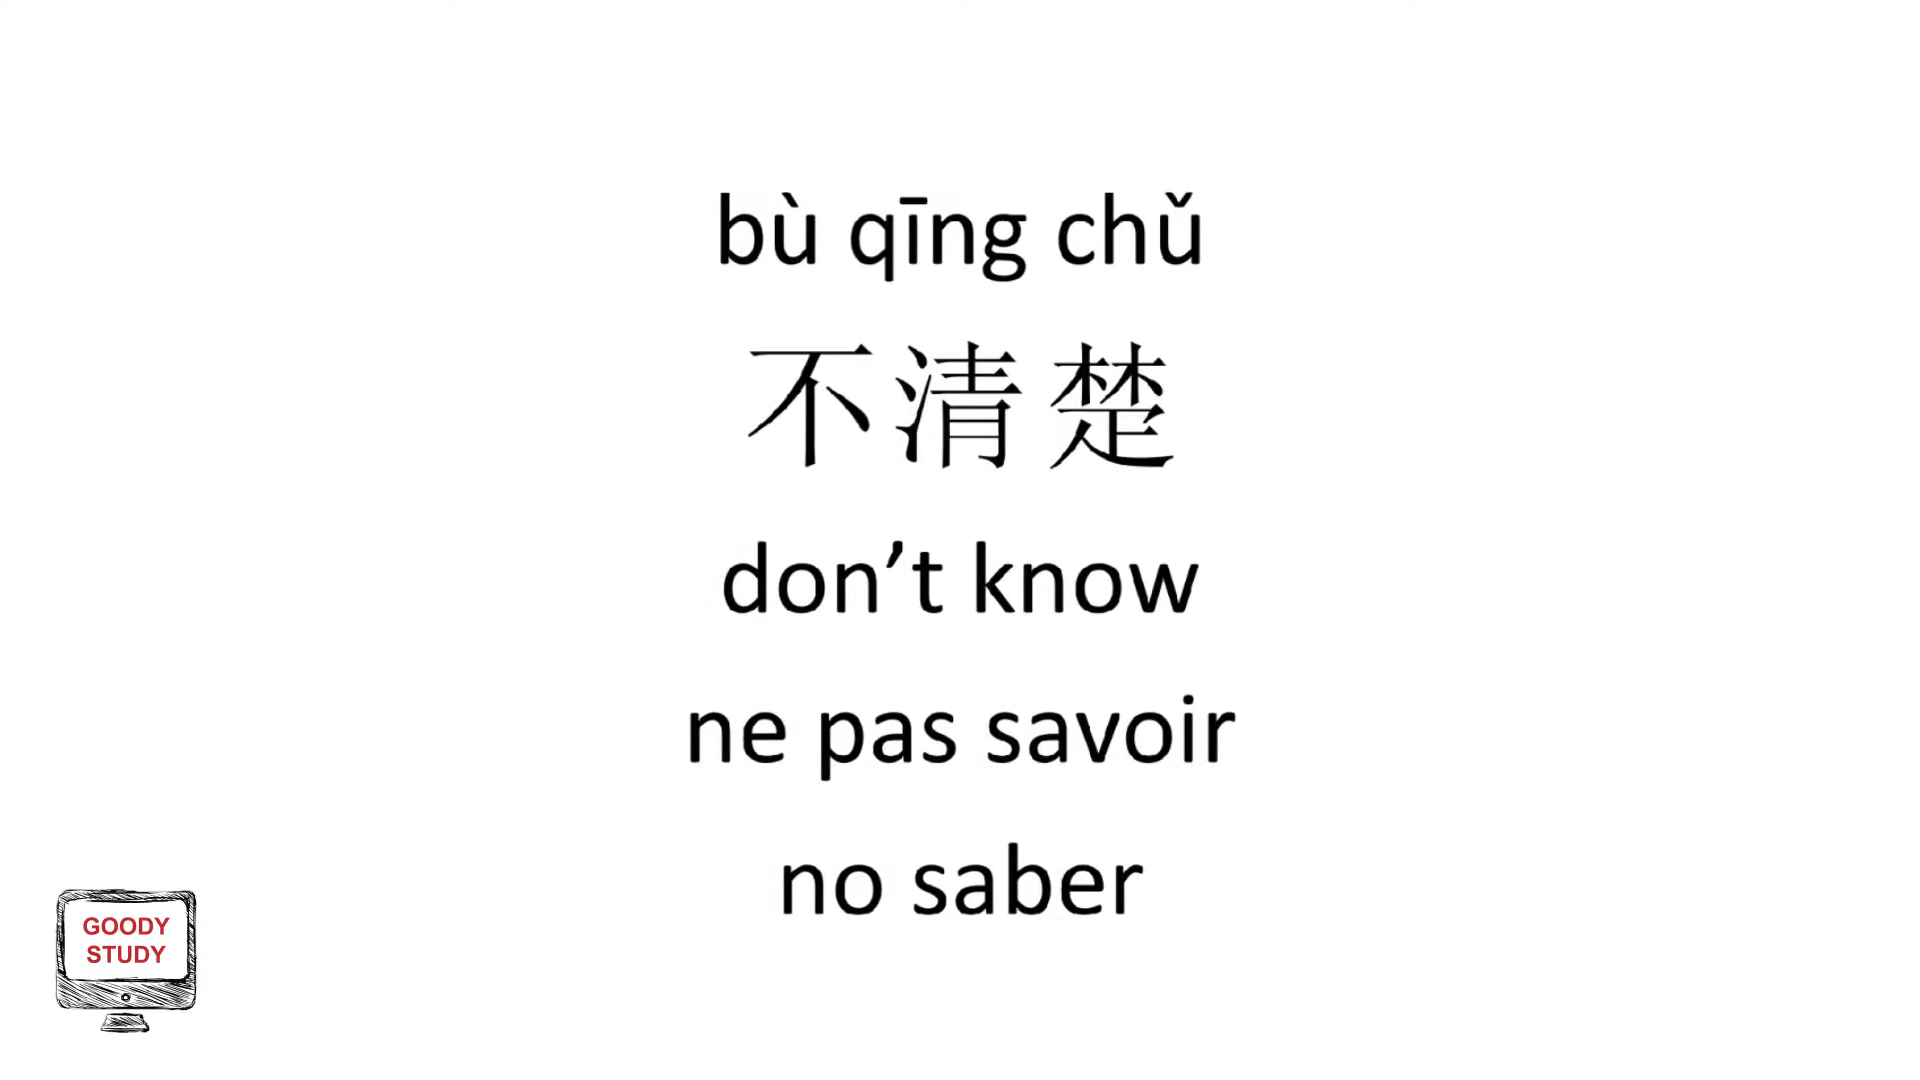 bù qīng chǔ
不清楚
don’t know
ne pas savoir
no saber
GOODY
STUDY